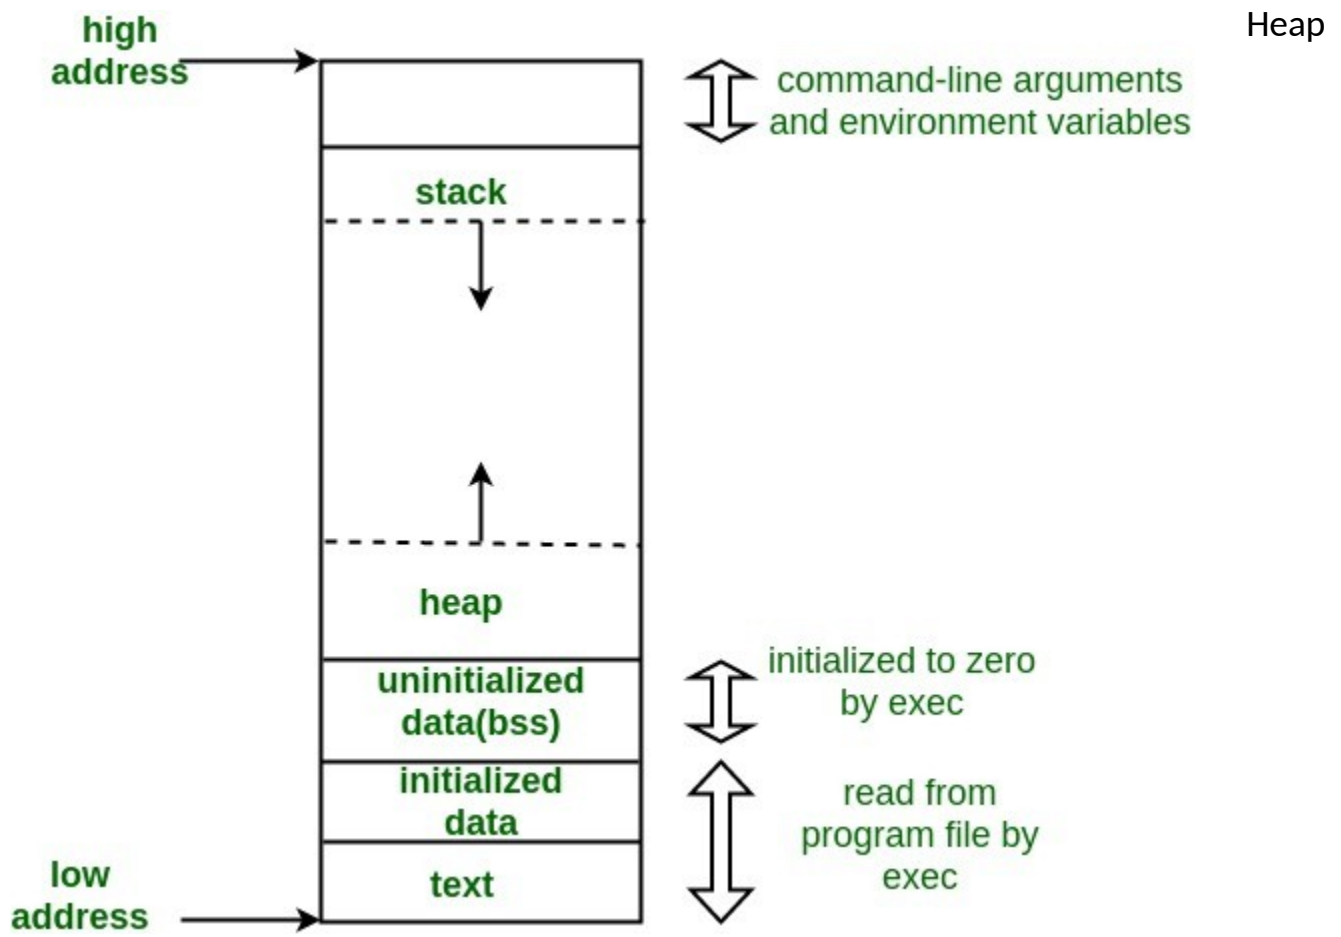 Heap
high
address
command-line arguments
and environment variables
stack
heap
uninitialized
data(bss)
initialized to zero
by exec
initialized
data
read from
program file by
exec
text
low
address